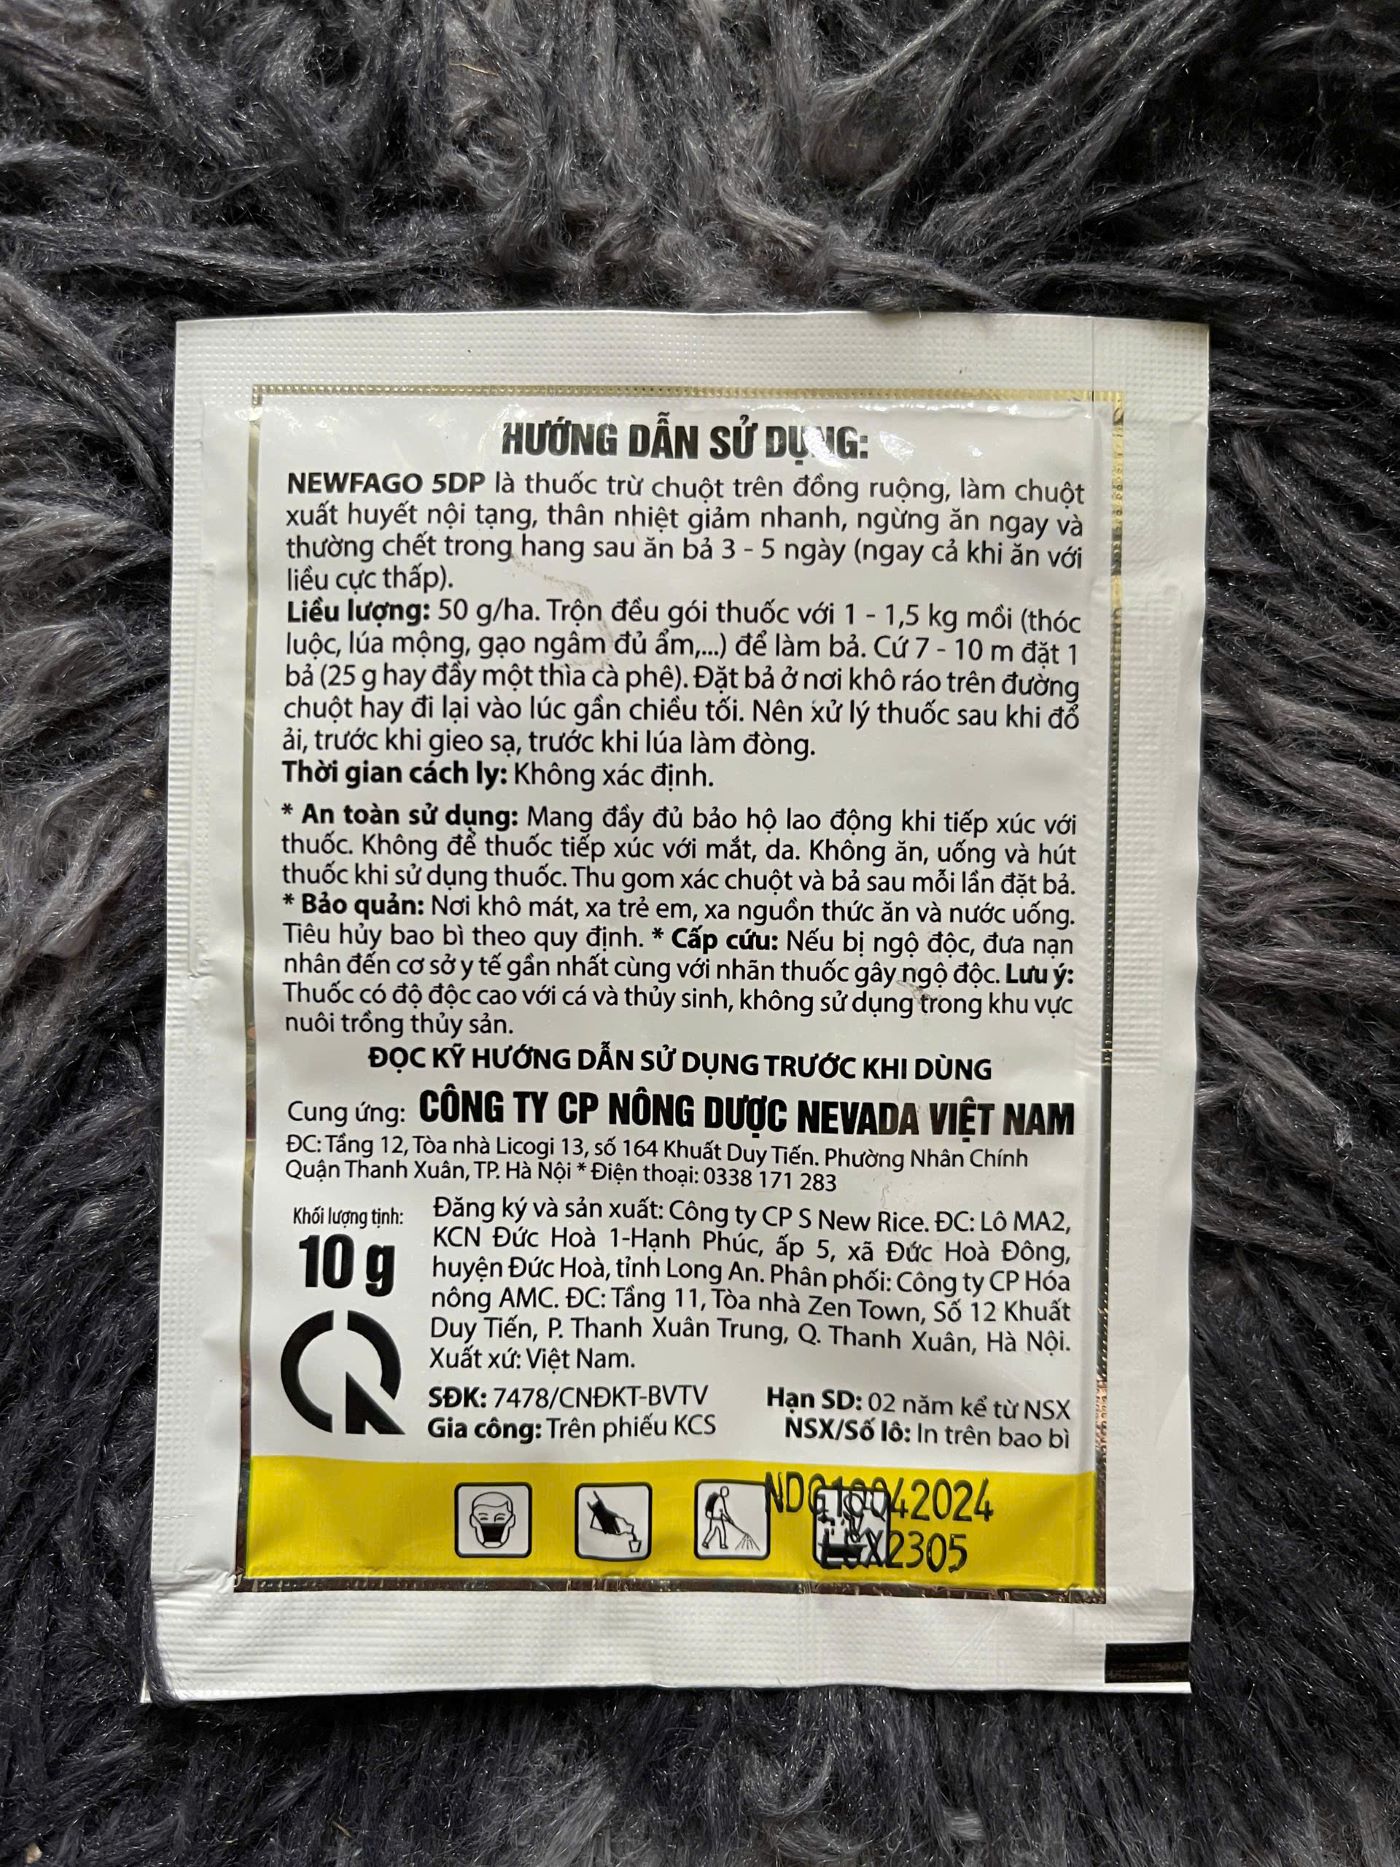 HƯỚNG DẪN SỬ DỤNG:
NEWFAGO 5DP là thuốc trừ chuột trên đồng ruộng, làm chuột
xuất huyết nội tạng, thân nhiệt giảm nhanh, ngừng ăn ngay và
thường chết trong hang sau ăn bả 3 - 5 ngày (ngay cả khi ăn với
liều cực thấp).
Liều lượng: 50 g/ha. Trộn đều gói thuốc với 1 - 1,5 kg mồi (thóc
luộc, lúa mộng, gạo ngâm đủ ẩm,...) để làm bả. Cứ 7 - 10 m đặt 1
bả (25 g hay đầy một thìa cà phê). Đặt bả ở nơi khô ráo trên đường
chuột hay đi lại vào lúc gần chiều tối. Nên xử lý thuốc sau khi đổ
ải, trước khi gieo sạ, trước khi lúa làm đòng.
Thời gian cách ly: Không xác định.
* An toàn sử dụng: Mang đầy đủ bảo hộ lao động khi tiếp xúc với
thuốc. Không để thuốc tiếp xúc với mắt, da. Không ăn, uống và hút
thuốc khi sử dụng thuốc. Thu gom xác chuột và bả sau mỗi lần đặt bả.
* Bảo quản: Nơi khô mát, xa trẻ em, xa nguồn thức ăn và nước uống.
Tiêu hủy bao bì theo quy định. * Cấp cứu: Nếu bị ngộ độc, đưa nạn
nhân đến cơ sở y tế gần nhất cùng với nhãn thuốc gây ngộ độc. Lưu ý:
Thuốc có độ độc cao với cá và thủy sinh, không sử dụng trong khu vực
nuôi trồng thủy sản.
ĐỌC KỸ HƯỚNG DẪN SỬ DỤNG TRƯỚC KHI DÙNG
Cung ứng: CÔNG TY CP NÔNG DƯỢC NEVADA VIỆT NAM
ĐC: Tầng 12, Tòa nhà Licogi 13, số 164 Khuất Duy Tiến. Phường Nhân Chính
Quận Thanh Xuân, TP. Hà Nội * Điện thoại: 0338 171 283
Khối lượng tịnh:
10 g
Đăng ký và sản xuất: Công ty CP S New Rice. ĐC: Lô MA2,
KCN Đức Hoà 1-Hạnh Phúc, ấp 5, xã Đức Hoà Đông,
huyện Đức Hoà, tỉnh Long An. Phân phối: Công ty CP Hóa
nông AMC. ĐC: Tầng 11, Tòa nhà Zen Town, Số 12 Khuất
Duy Tiến, P. Thanh Xuân Trung, Q. Thanh Xuân, Hà Nội.
Xuất xứ: Việt Nam.
SĐK: 7478/CNĐKT-BVTV
Hạn SD: 02 năm kể từ NSX
Gia công: Trên phiếu KCS
NSX/Số lô: In trên bao bì